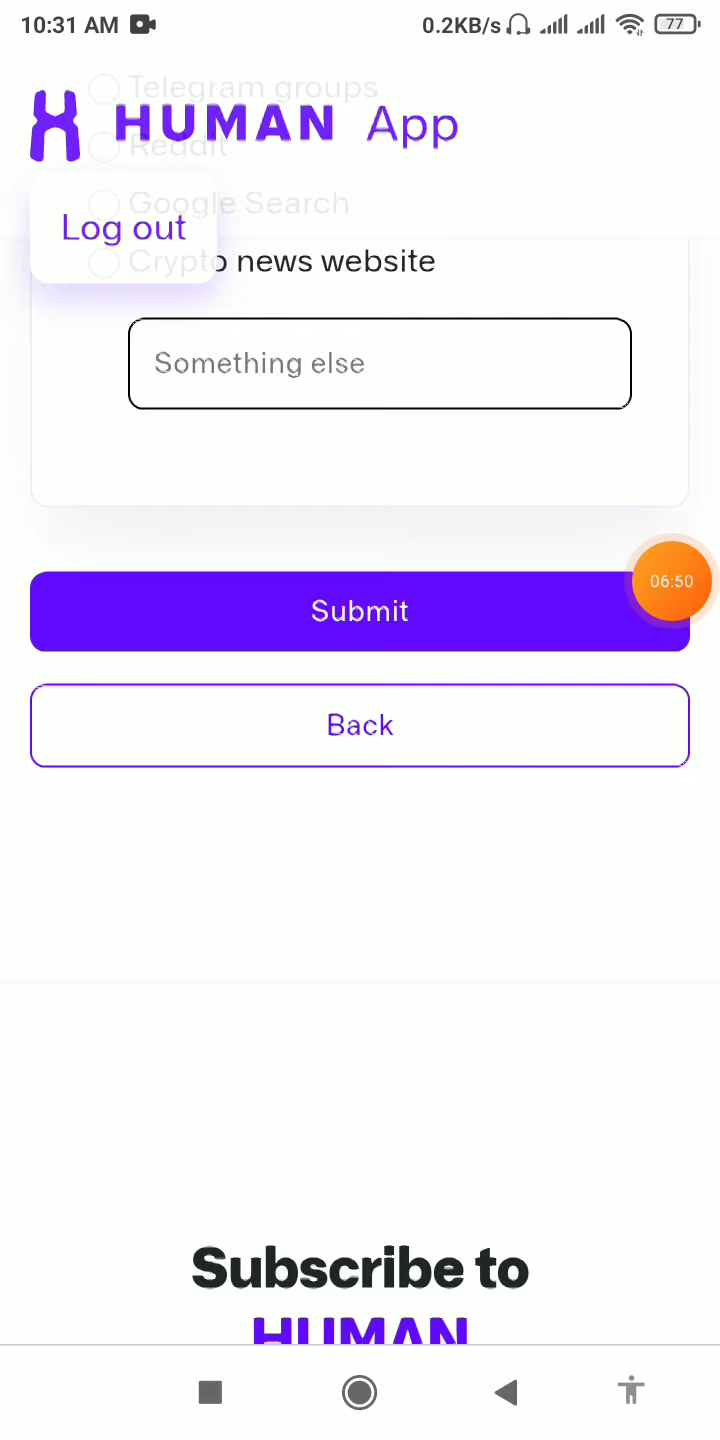 10:31 AM 0.2KB/s 77
Telegram groups
HUMAN App
Reddit
Google Search
Log out
Crypto news website
Something else
06:50
Submit
Back
Subscribe to
HUMAN